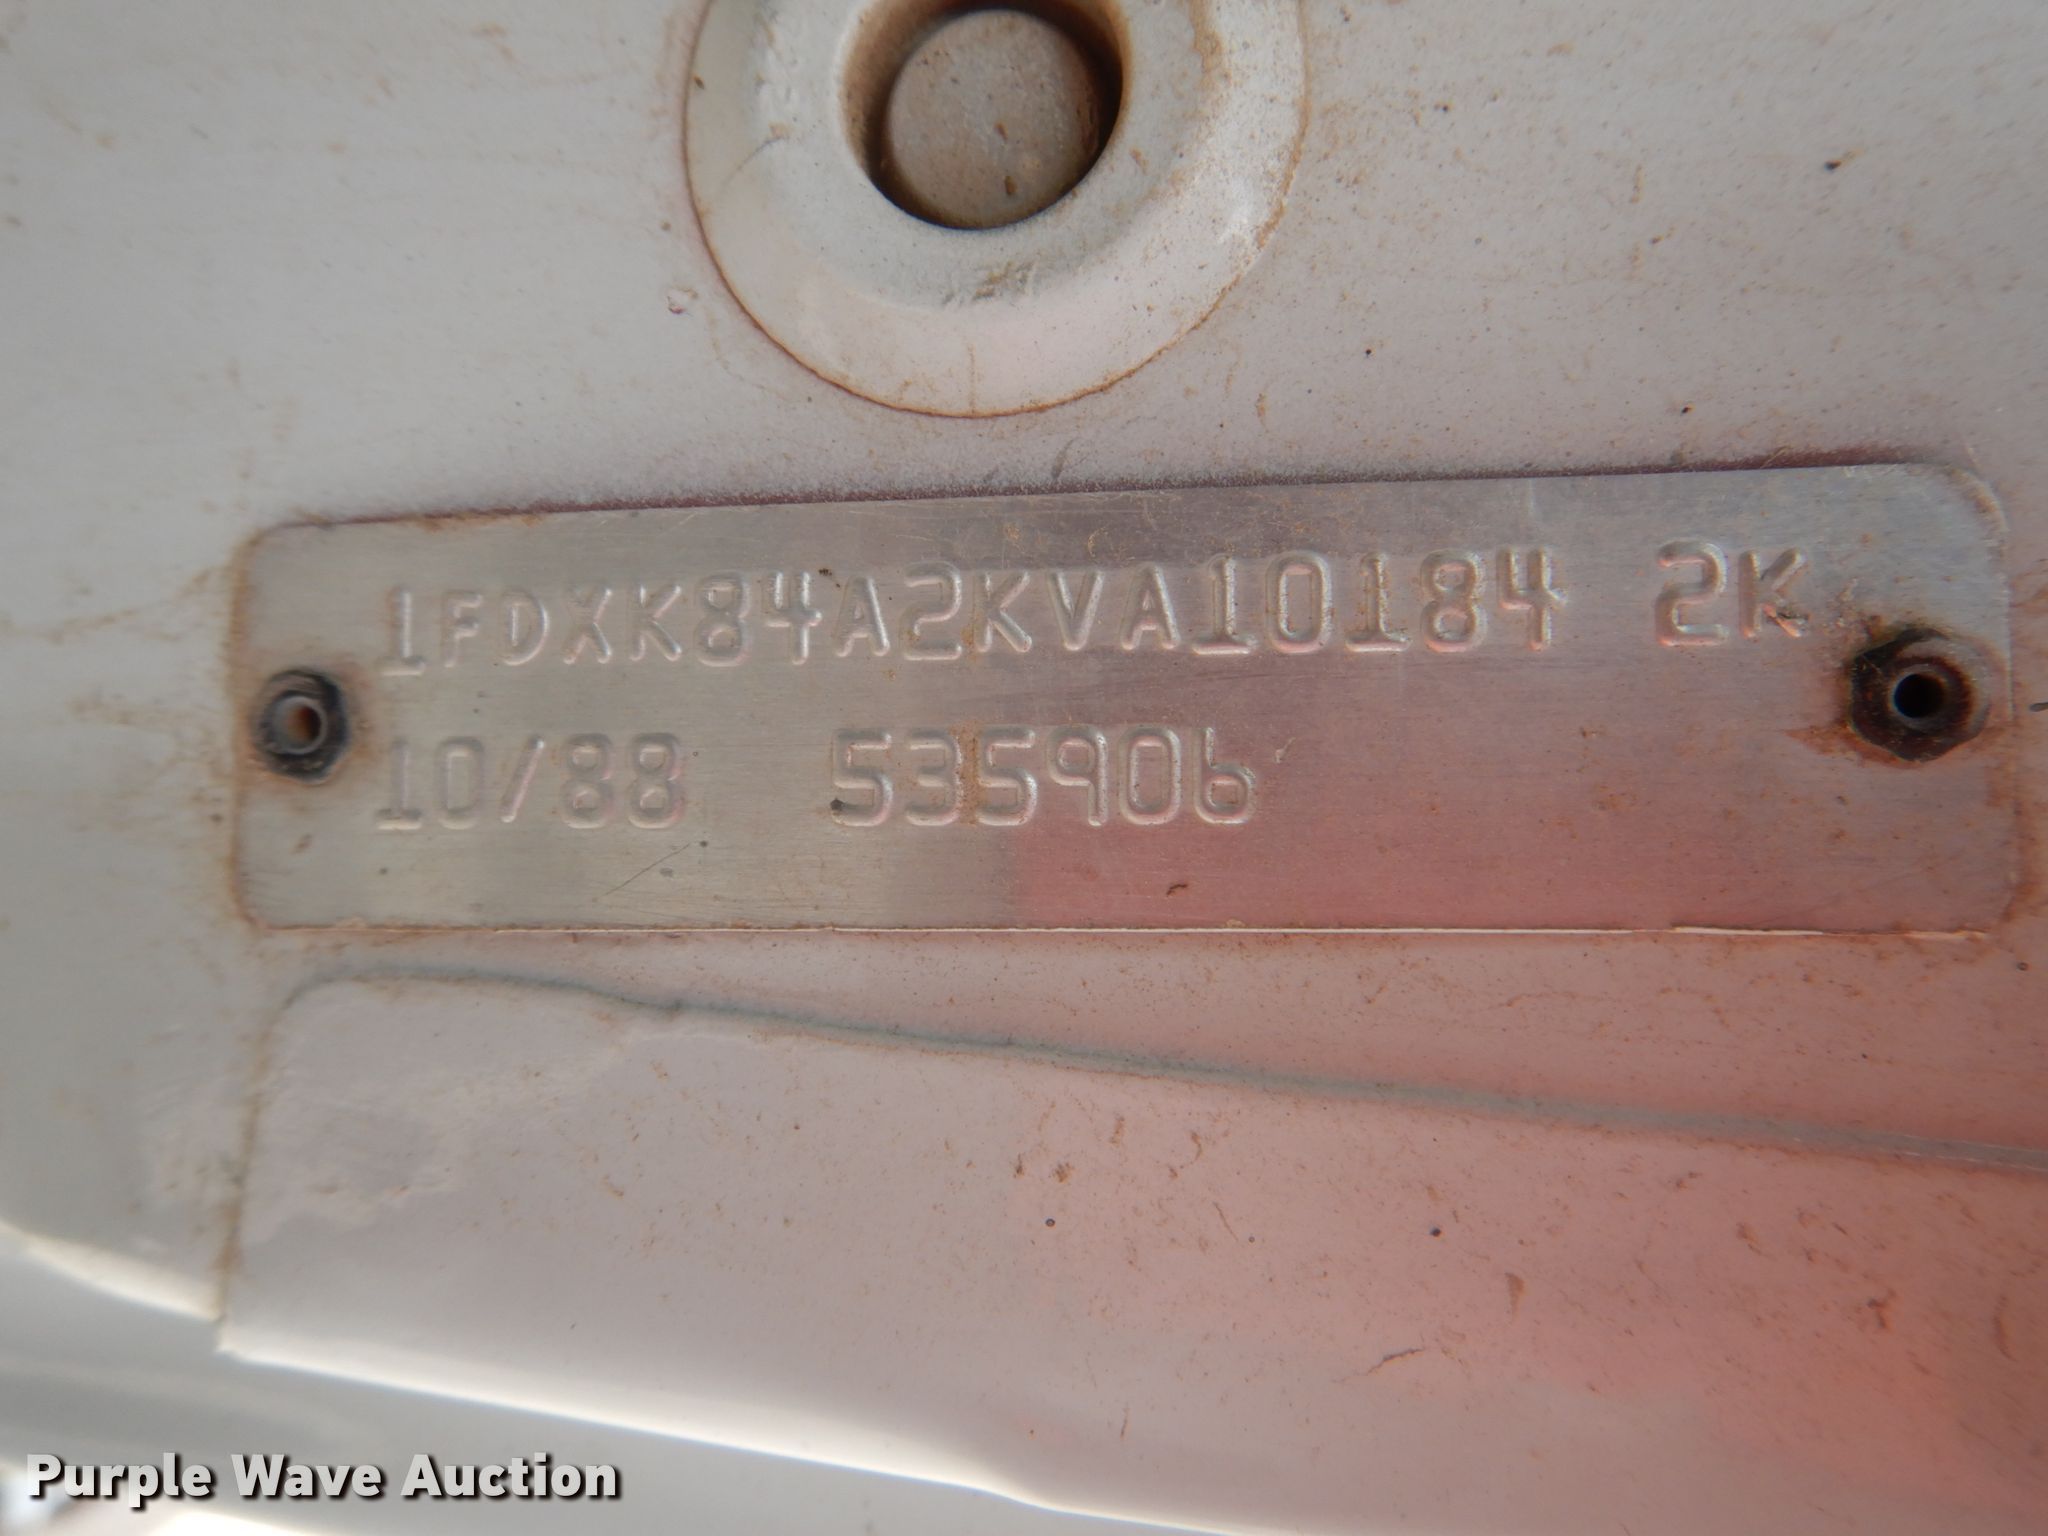 1FDXK84A2KVA10184 2K
10/88 535906
Purple Wave Auction